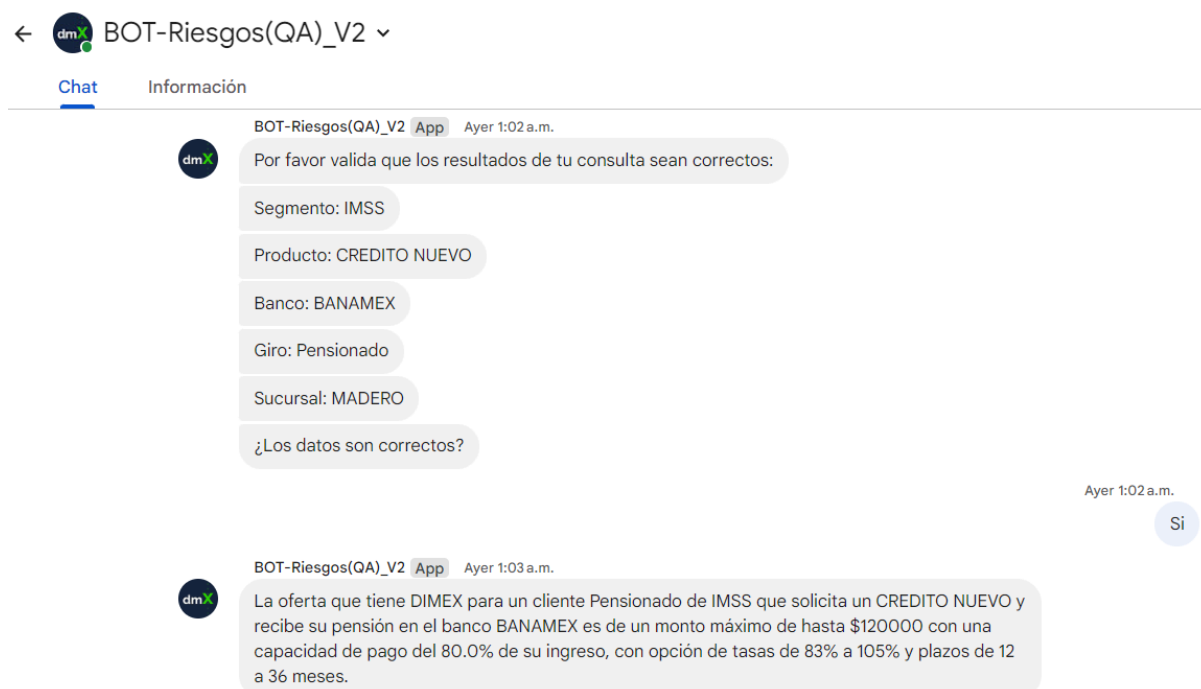 dmX BOT-Riesgos(QA)_V2
Chat Información
BOT-Riesgos(QA)_V2 App Ayer 1:02 a.m.
dmX Por favor valida que los resultados de tu consulta sean correctos:
Segmento: IMSS
Producto: CREDITO NUEVO
Banco: BANAMEX
Giro: Pensionado
Sucursal: MADERO
¿Los datos son correctos?
Ayer 1:02 a.m.
Si
BOT-Riesgos(QA)_V2 App Ayer 1:03 a.m.
dmX La oferta que tiene DIMEX para un cliente Pensionado de IMSS que solicita un CREDITO NUEVO y
recibe su pensión en el banco BANAMEX es de un monto máximo de hasta $120000 con una
capacidad de pago del 80.0% de su ingreso, con opción de tasas de 83% a 105% y plazos de 12
a 36 meses.